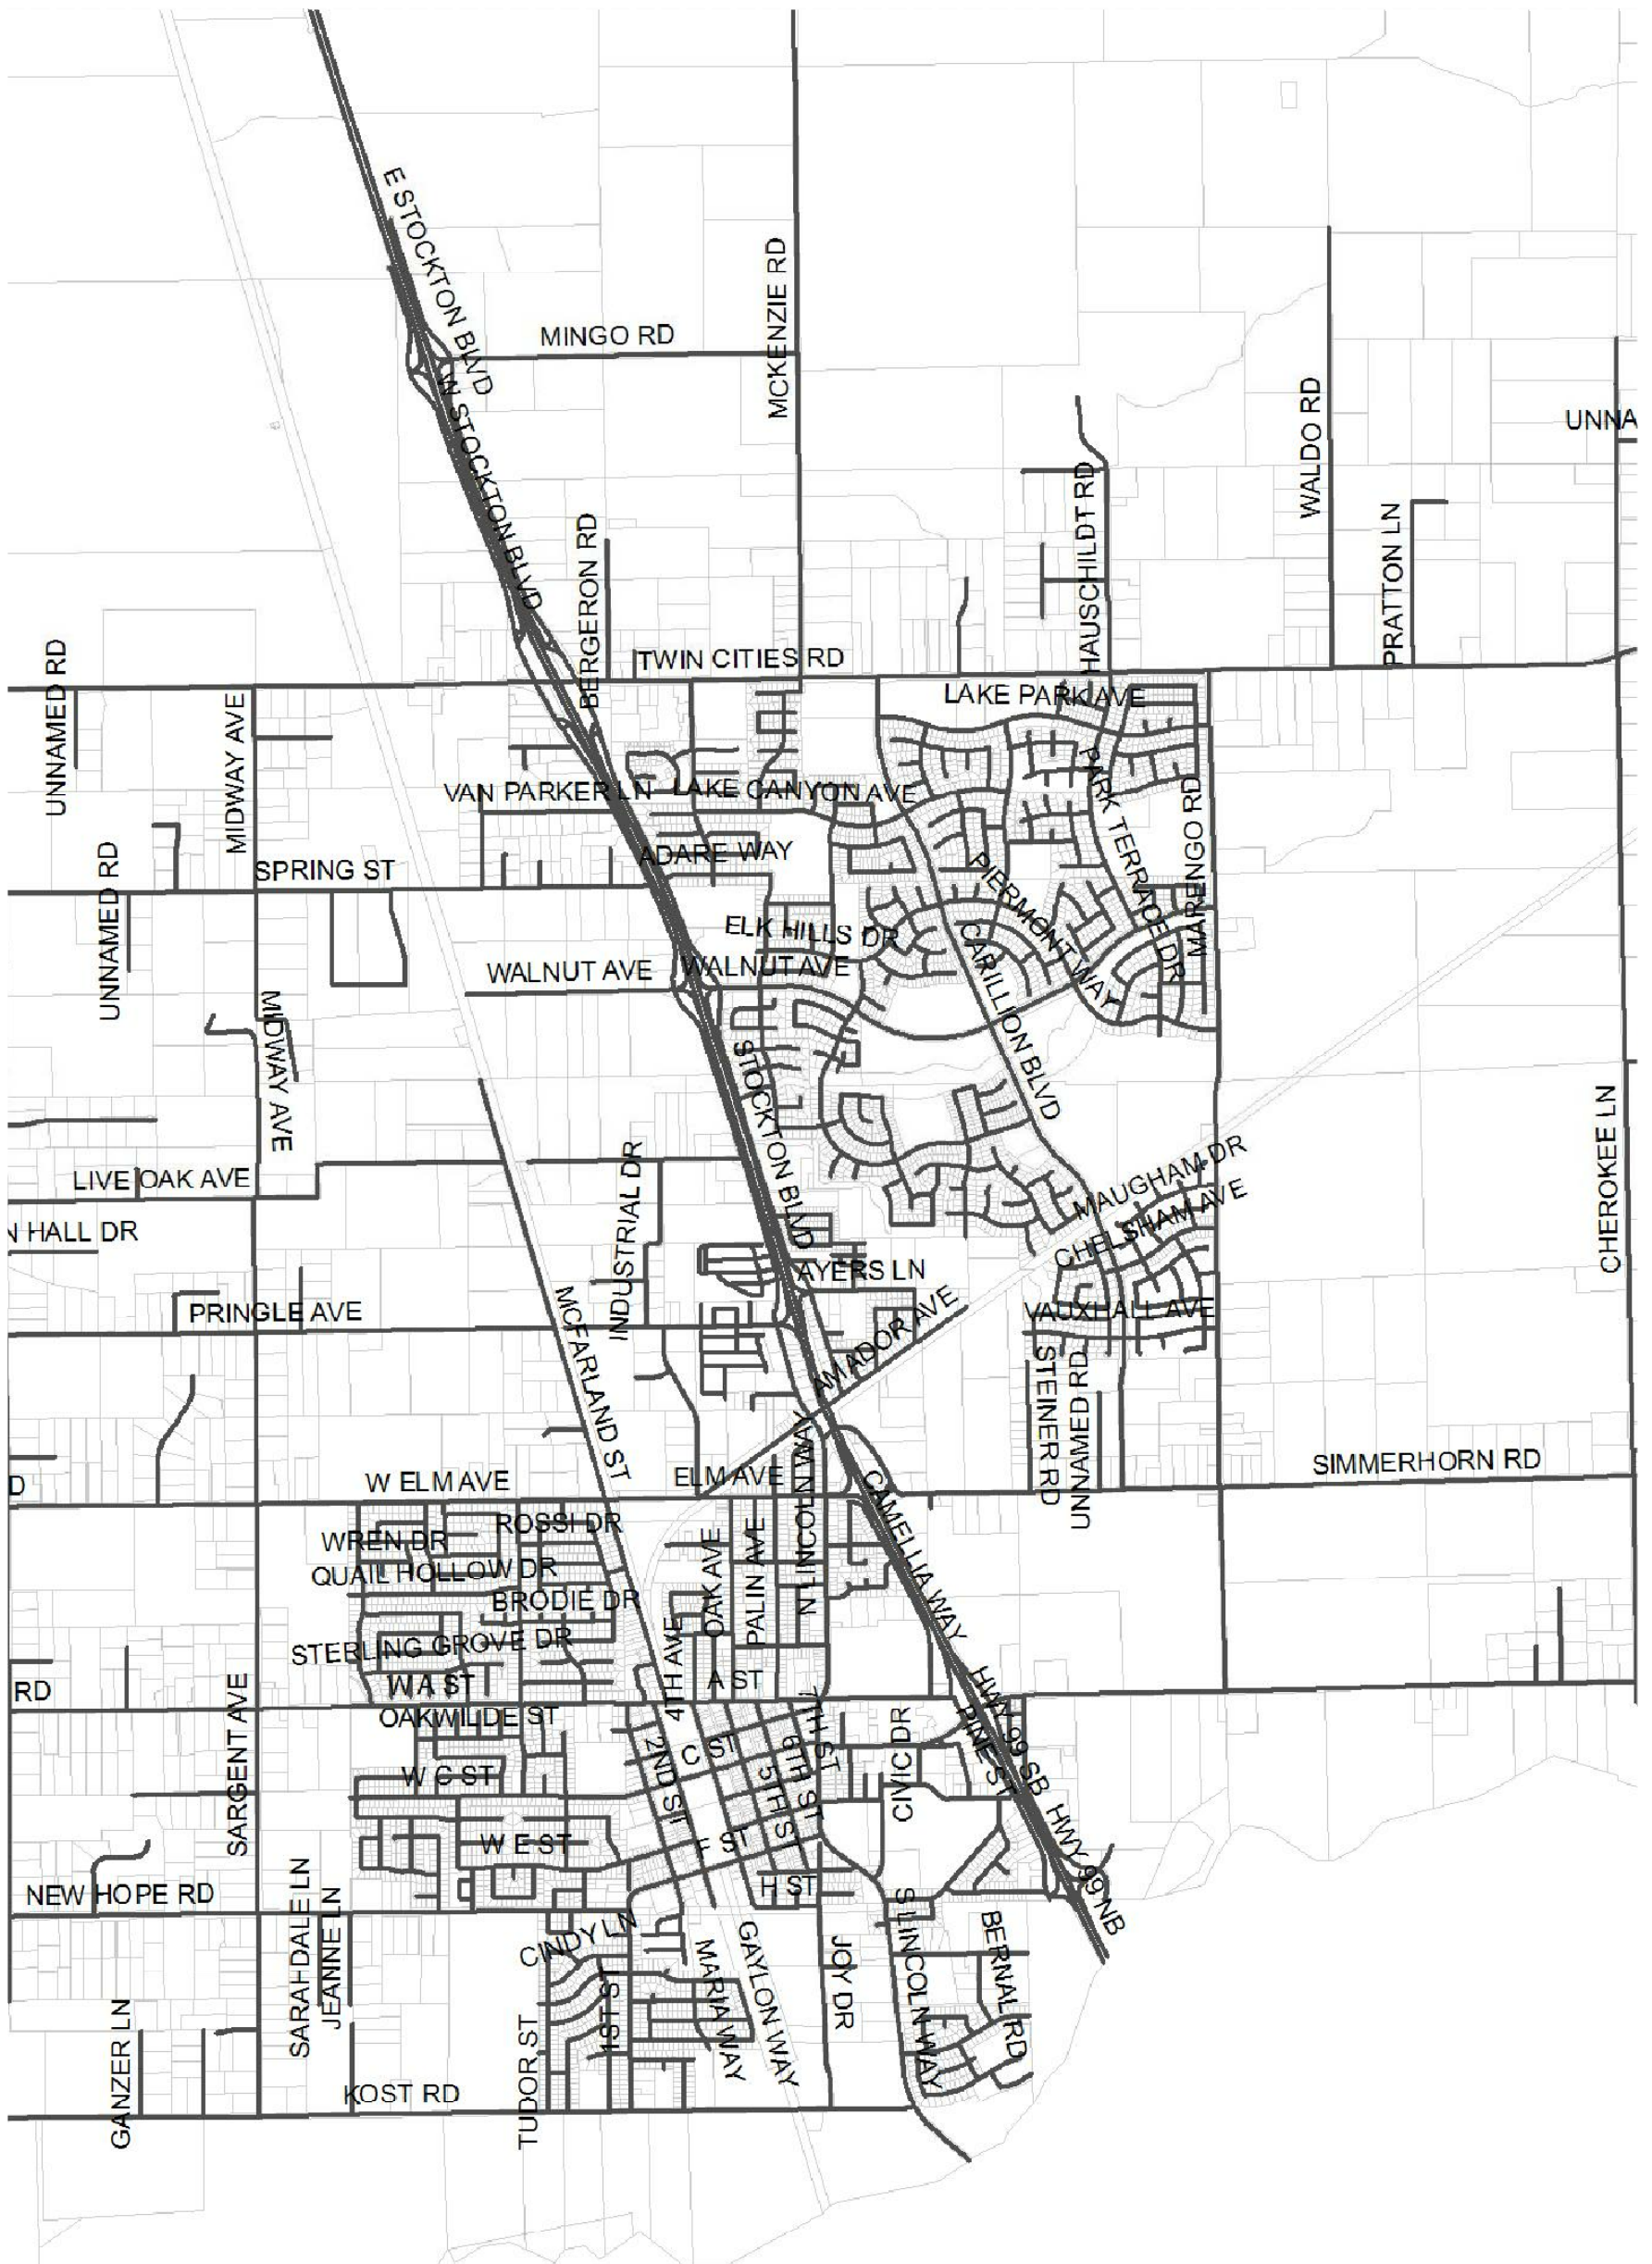 E STOCKTON BLVD
MCKENZIE RD
MINGO RD
W STOCKTON BLVD
WALDO RD
UNNA
HAUSCHILDT RD
PRATTON LN
BERGERON RD
TWIN CITIES RD
UNNAMED RD
MIDWAY AVE
LAKE PARK AVE
VAN PARKER LN
LAKE CANYON AVE
PARK TERRACE DR
MARENGO RD
UNNAMED RD
SPRING ST
ADARE WAY
PIERMONT WAY
ELK HILLS DR
CARILLION BLVD
WALNUT AVE
WALNUT AVE
MIDWAY AVE
STOCKTON BLVD
CHEROKEE LN
LIVE OAK AVE
INDUSTRIAL DR
MAUGHAM DR
CHELSHAM AVE
N HALL DR
AYERS LN
PRINGLE AVE
MCFARLAND ST
AMADOR AVE
VAUXHALL AVE
STEINER RD
UNNAMED RD
D
W ELM AVE
ELM AVE
N LINCOLN WAY
SIMMERHORN RD
CAMELLIA WAY
ROSSI DR
WREN DR
QUAIL HOLLOW DR
OAK AVE
PALIN AVE
BRODIE DR
STERLING GROVE DR
4TH AVE
RD
W A ST
A ST
SARGENT AVE
OAKWILDE ST
2ND ST
C ST
5TH ST
6TH ST
7TH ST
CIVIC DR
PINE ST
HWY 99 SB
W C ST
W E ST
F ST
HWY 99 NB
NEW HOPE RD
H ST
SARAHDALE LN
JEANNE LN
CINDY LN
1ST ST
MARIA WAY
GAYLON WAY
JOY DR
S LINCOLN WAY
BERNAL RD
GANZER LN
KOST RD
TUDOR ST